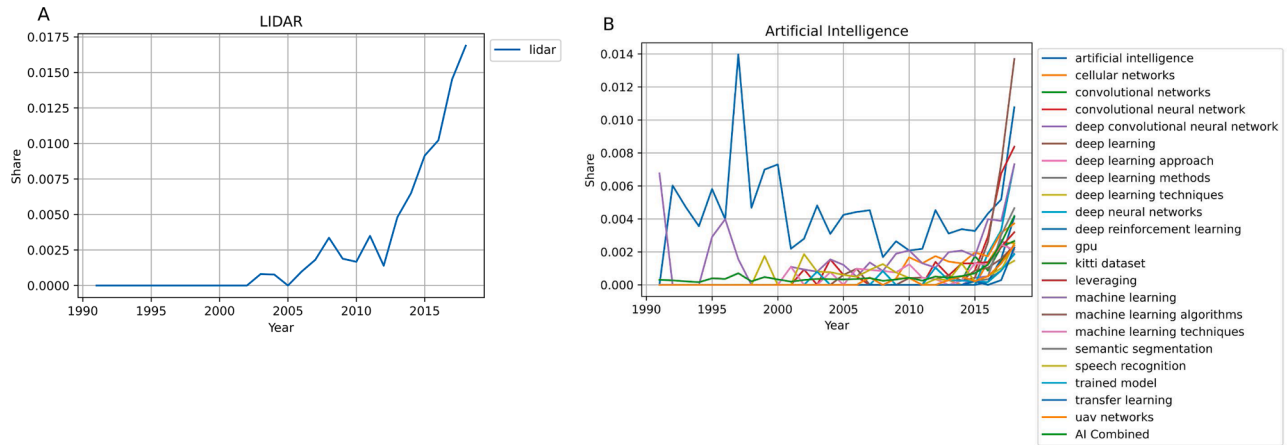 A
LIDAR
lidar
0.0175
0.0150
0.0125
0.0100
0.0075
0.0050
0.0025
0.0000
Share
1990 1995 2000 2005 2010 2015
Year
B
Artificial Intelligence
0.014
0.012
0.010
0.008
0.006
0.004
0.002
0.000
Share
1990 1995 2000 2005 2010 2015
Year
artificial intelligence
cellular networks
convolutional networks
convolutional neural network
deep convolutional neural network
deep learning
deep learning approach
deep learning methods
deep learning techniques
deep neural networks
deep reinforcement learning
gpu
kitti dataset
leveraging
machine learning
machine learning algorithms
machine learning techniques
semantic segmentation
speech recognition
trained model
transfer learning
uav networks
AI Combined